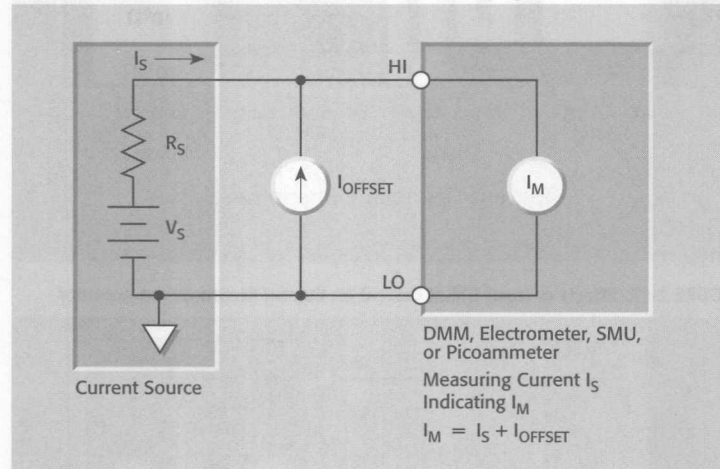 I_S
R_S
V_S
I_OFFSET
HI
LO
I_M
Current Source
DMM, Electrometer, SMU,
or Picoammeter
Measuring Current I_S
Indicating I_M
I_M = I_S + I_OFFSET